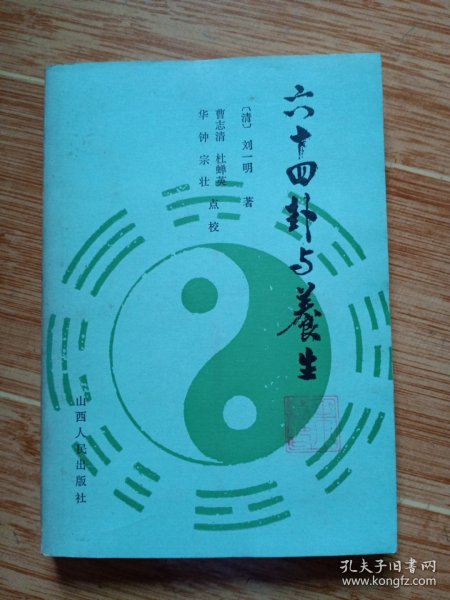 六十四卦与养生
〔清〕 刘一明 著
曹志清 杜蝉英
华 钟 宗 壮 点 校
山西人民出版社
孔夫子旧书网
www.kongfz.com